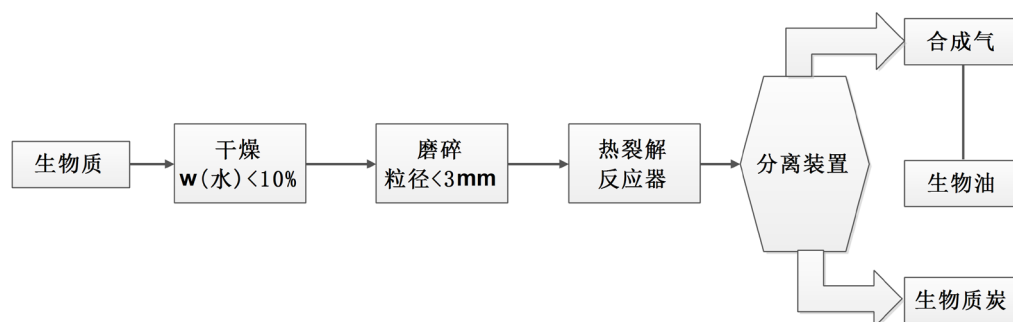 生物质
干燥
w(水)<10%
磨碎
粒径<3mm
热裂解
反应器
分离装置
合成气
生物油
生物质炭